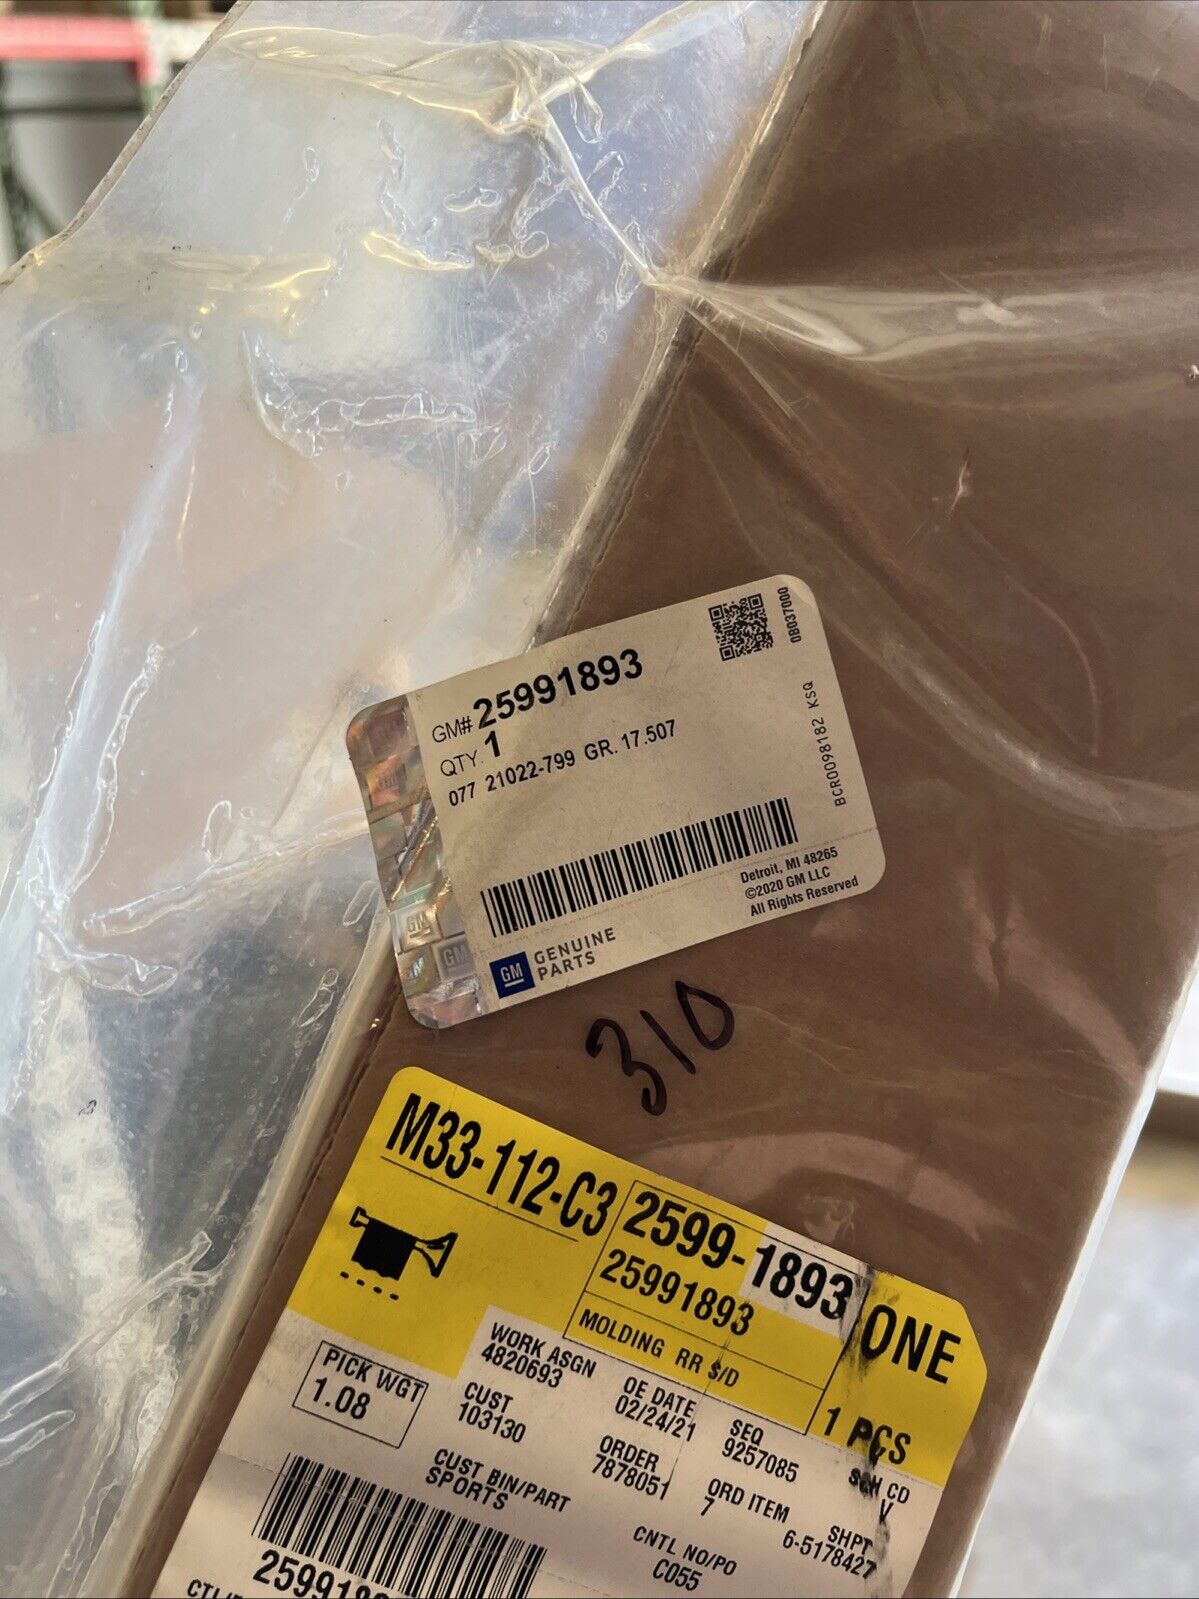 GM# 25991893
QTY. 1
077 21022-799 GR. 17.507
08037000
BCR0098182 KSQ
Detroit, MI 48265
©2020 GM LLC
All Rights Reserved
GM GENUINE
PARTS
310
M33-112-C3
2599-1893
25991893
MOLDING RR S/D
ONE
1 PCS
PICK WGT
1.08
WORK ASGN
4820693
OE DATE
02/24/21
SEQ
9257085
CD
V
CUST
103130
ORDER
7878051
ORD ITEM
7
SHPT
6-5178427
CUST BIN/PART
SPORTS
CNTL NO/PO
C055